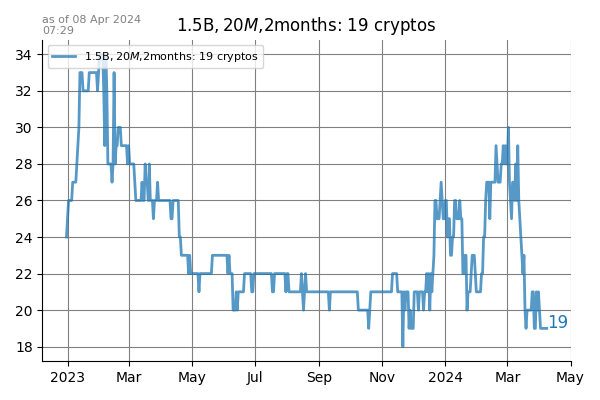 as of 08 Apr 2024
07:29
1.5B, 20M,2months: 19 cryptos
1.5B, 20M,2months: 19 cryptos
34
32
30
28
26
24
22
20
18
19
2023 Mar May Jul Sep Nov 2024 Mar May